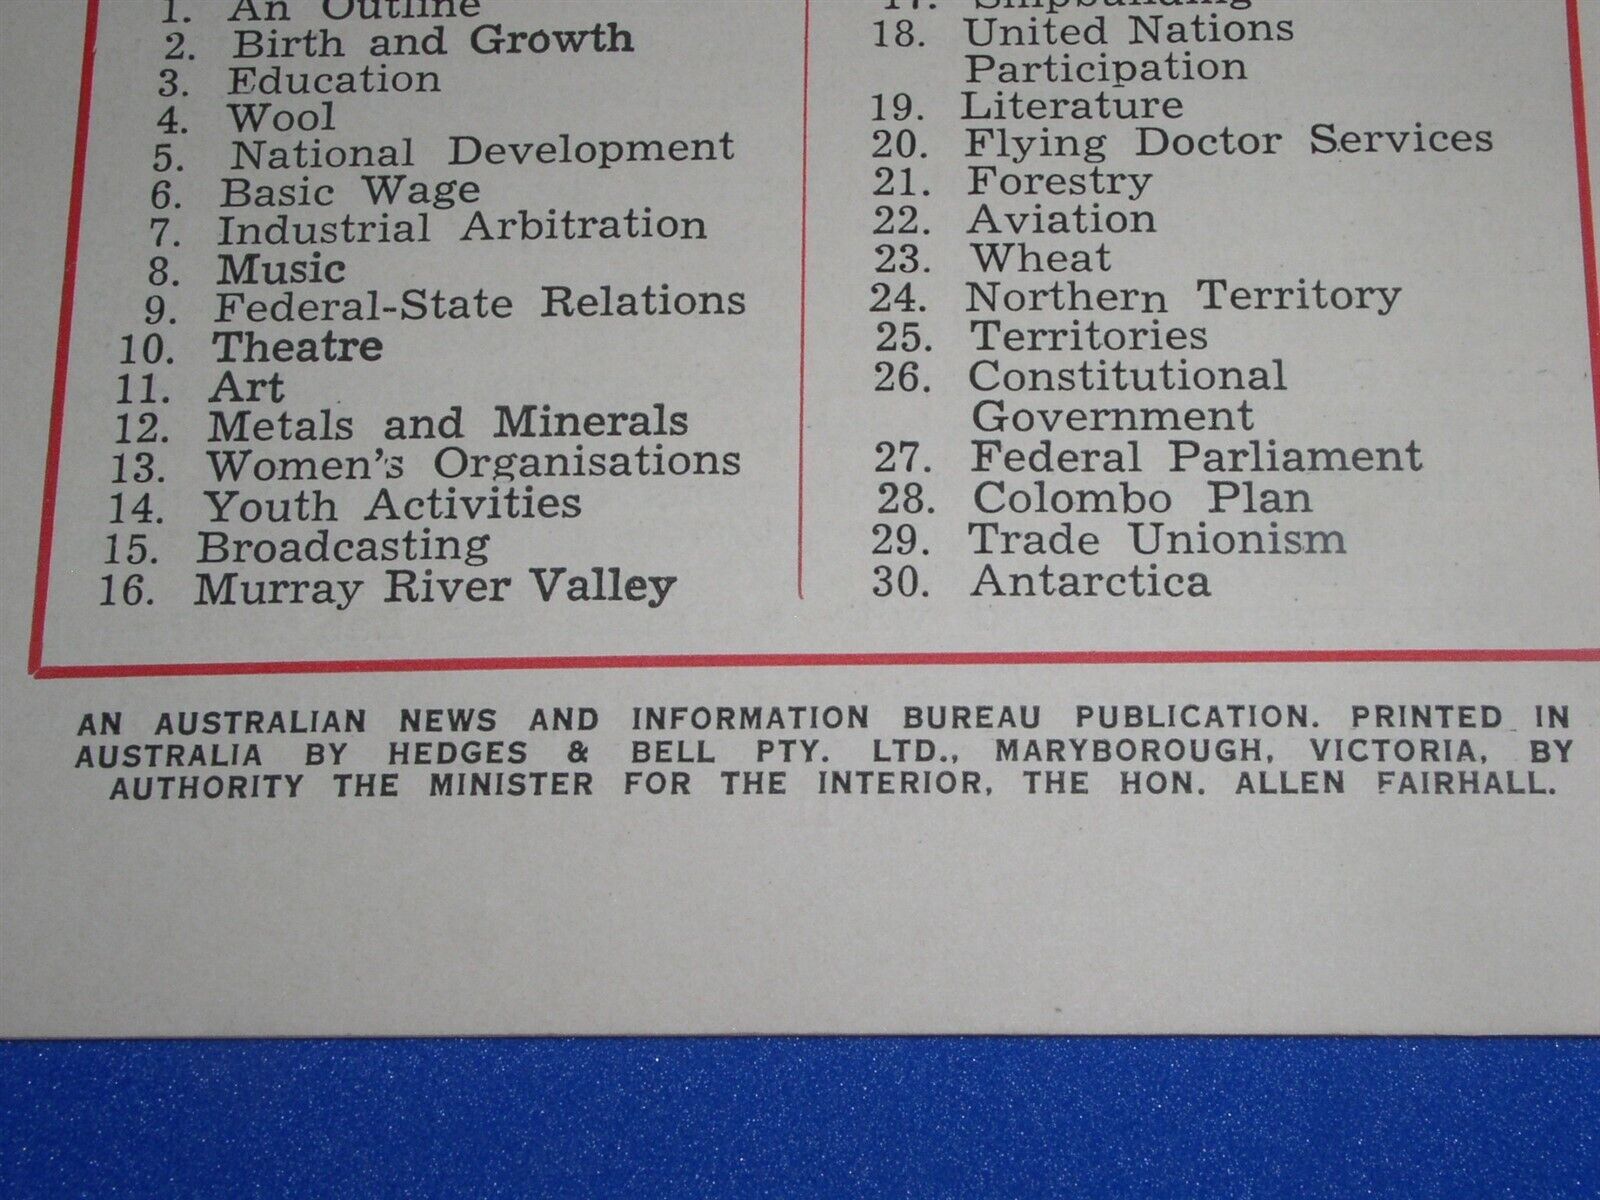 1. An Outline
2. Birth and Growth
3. Education
4. Wool
5. National Development
6. Basic Wage
7. Industrial Arbitration
8. Music
9. Federal-State Relations
10. Theatre
11. Art
12. Metals and Minerals
13. Women's Organisations
14. Youth Activities
15. Broadcasting
16. Murray River Valley
17. Shipbuilding
18. United Nations
Participation
19. Literature
20. Flying Doctor Services
21. Forestry
22. Aviation
23. Wheat
24. Northern Territory
25. Territories
26. Constitutional
Government
27. Federal Parliament
28. Colombo Plan
29. Trade Unionism
30. Antarctica
AN AUSTRALIAN NEWS AND INFORMATION BUREAU PUBLICATION. PRINTED IN
AUSTRALIA BY HEDGES & BELL PTY. LTD., MARYBOROUGH, VICTORIA, BY
AUTHORITY THE MINISTER FOR THE INTERIOR, THE HON. ALLEN FAIRHALL.